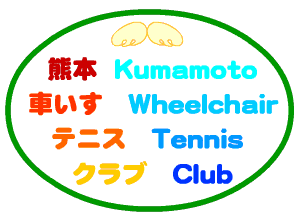 熊本 Kumamoto
車いす Wheelchair
テニス Tennis
クラブ Club